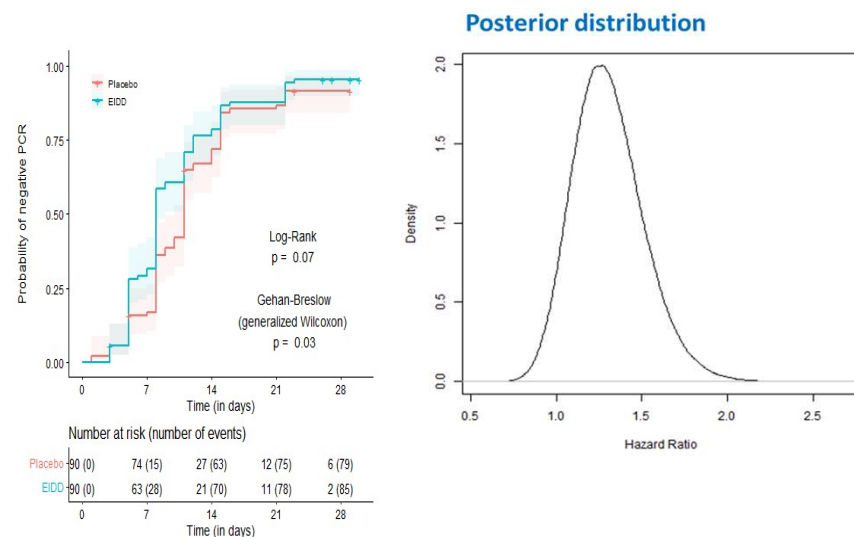 Posterior distribution
Probability of negative PCR
1.00
0.75
0.50
0.25
0.00
Placebo
EIDD
Log-Rank
p = 0.07
Gehan-Breslow
(generalized Wilcoxon)
p = 0.03
0 7 14 21 28
Time (in days)
Number at risk (number of events)
Placebo 90 (0) 74 (15) 27 (63) 12 (75) 6 (79)
EIDD 90 (0) 63 (28) 21 (70) 11 (78) 2 (85)
0 7 14 21 28
Time (in days)
Density
2.0
1.5
1.0
0.5
0.0
0.5 1.0 1.5 2.0 2.5
Hazard Ratio